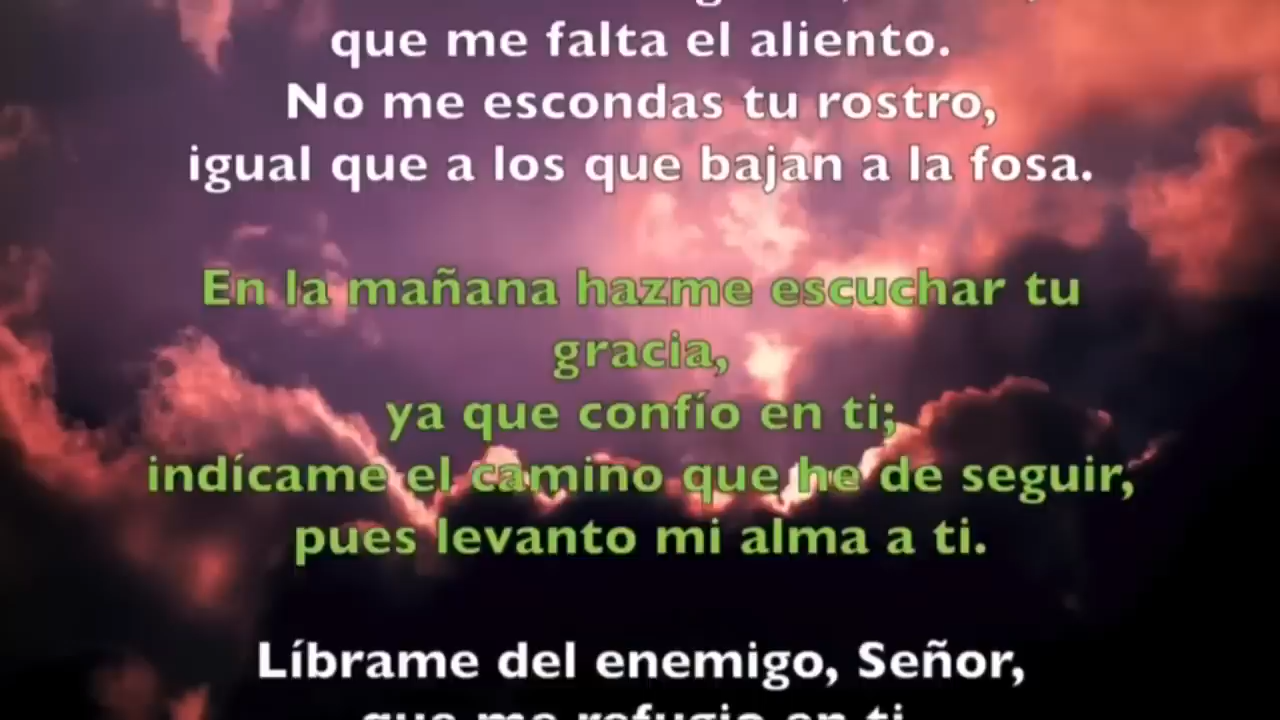 que me falta el aliento.
No me escondas tu rostro,
igual que a los que bajan a la fosa.
En la mañana hazme escuchar tu
gracia,
ya que confío en ti;
indícame el camino que he de seguir,
pues levanto mi alma a ti.
Líbrame del enemigo, Señor,
que me refugio en ti